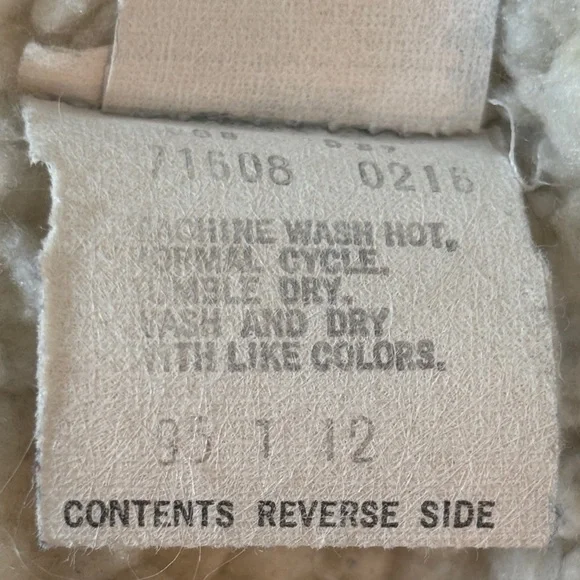 71608 0216
MACHINE WASH HOT,
NORMAL CYCLE.
TUMBLE DRY.
WASH AND DRY
WITH LIKE COLORS.
95 1 12
CONTENTS REVERSE SIDE